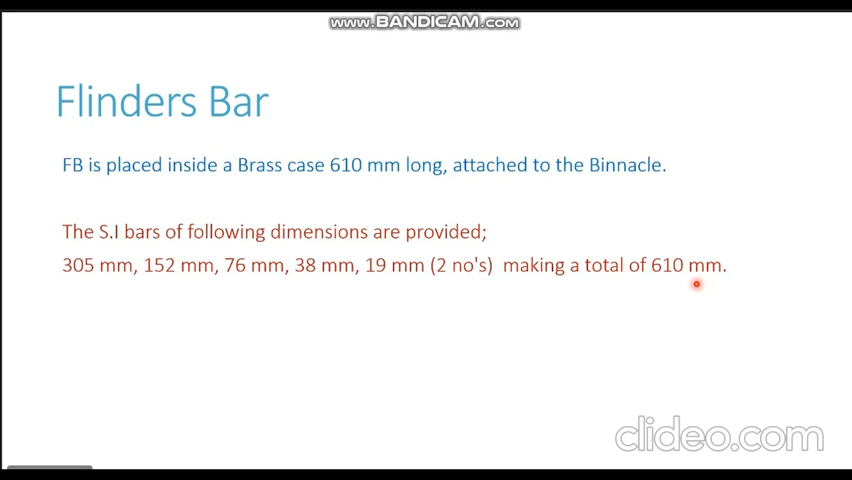 WWW.BANDICAM.COM
Flinders Bar
FB is placed inside a Brass case 610 mm long, attached to the Binnacle.
The S.I bars of following dimensions are provided;
305 mm, 152 mm, 76 mm, 38 mm, 19 mm (2 no's)  making a total of 610 mm.
clideo.com